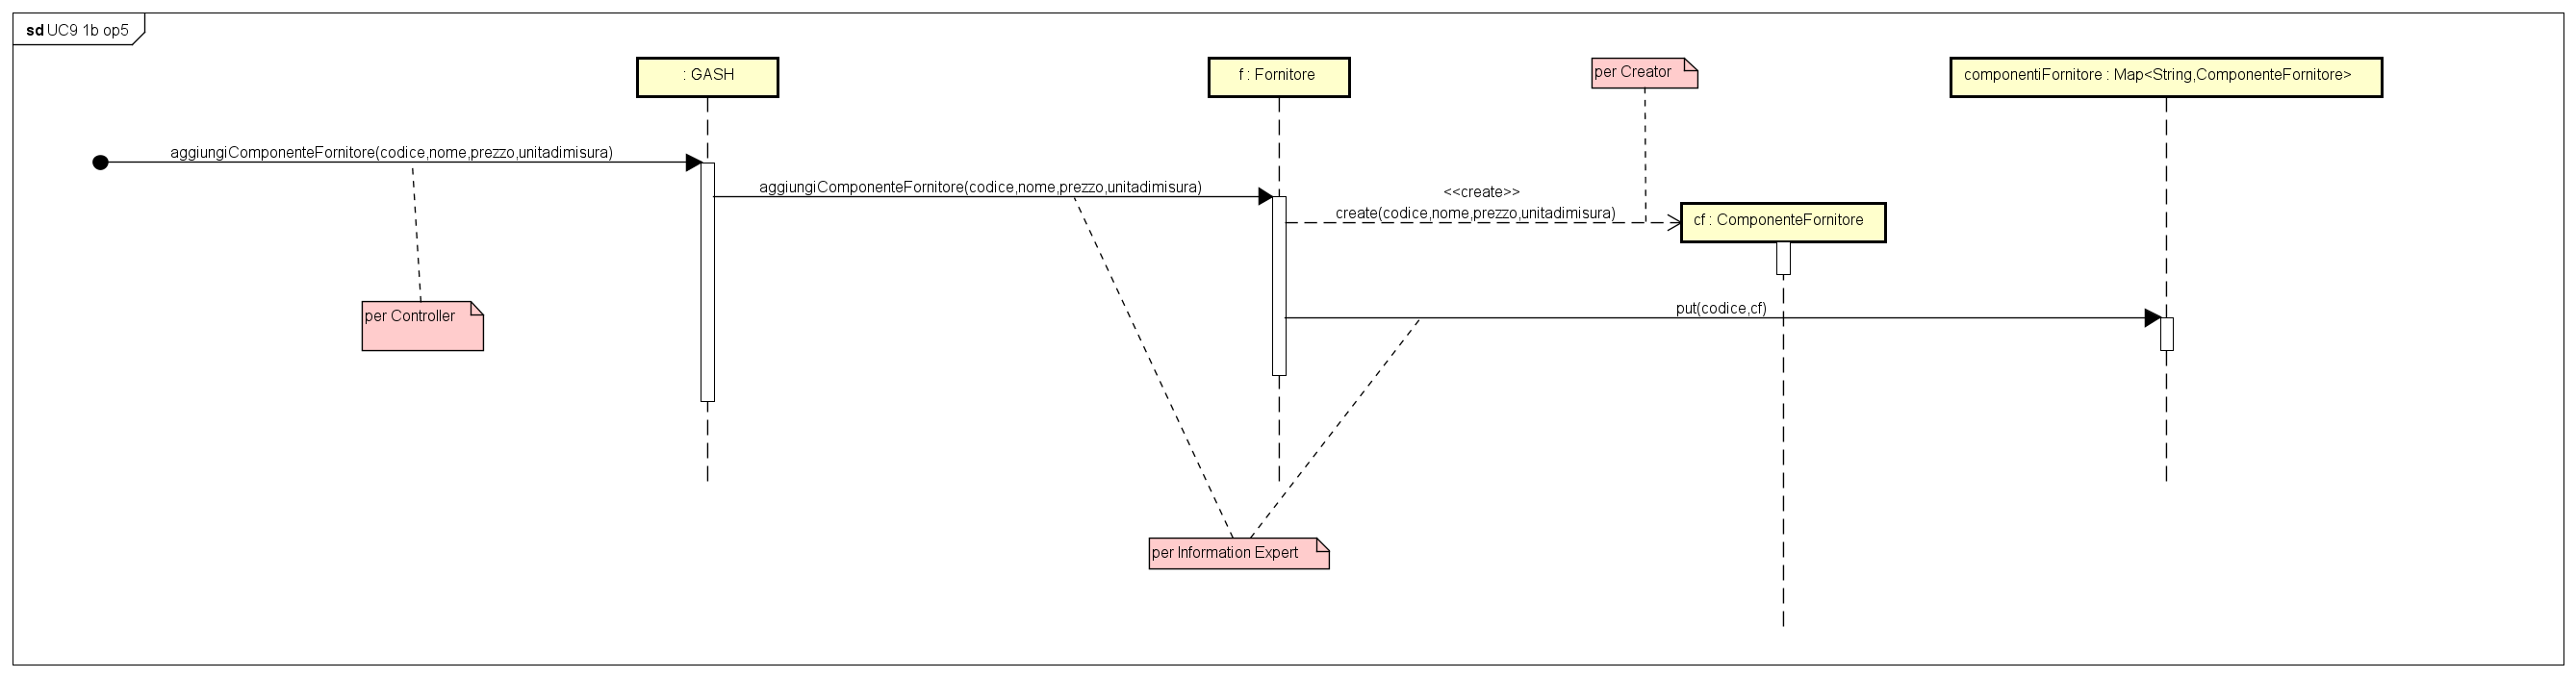 sd UC9 1b op5
: GASH
f : Fornitore
per Creator
componentiFornitore : Map<String,ComponenteFornitore>
aggiungiComponenteFornitore(codice,nome,prezzo,unitadimisura)
aggiungiComponenteFornitore(codice,nome,prezzo,unitadimisura)
<<create>>
create(codice,nome,prezzo,unitadimisura)
cf : ComponenteFornitore
per Controller
put(codice,cf)
per Information Expert